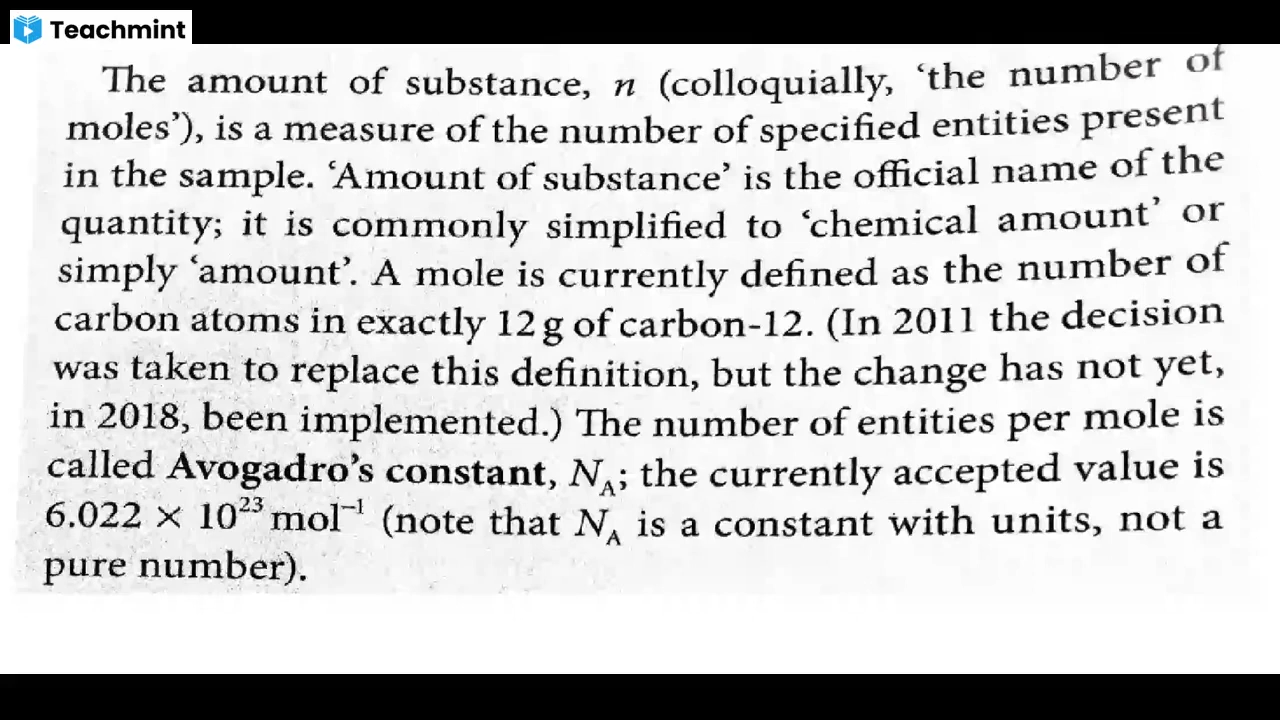 Teachmint
The amount of substance, n (colloquially, ‘the number of
moles’), is a measure of the number of specified entities present
in the sample. ‘Amount of substance’ is the official name of the
quantity; it is commonly simplified to ‘chemical amount’ or
simply ‘amount’. A mole is currently defined as the number of
carbon atoms in exactly 12 g of carbon-12. (In 2011 the decision
was taken to replace this definition, but the change has not yet,
in 2018, been implemented.) The number of entities per mole is
called Avogadro’s constant, N_A; the currently accepted value is
6.022 × 10²³ mol⁻¹ (note that N_A is a constant with units, not a
pure number).